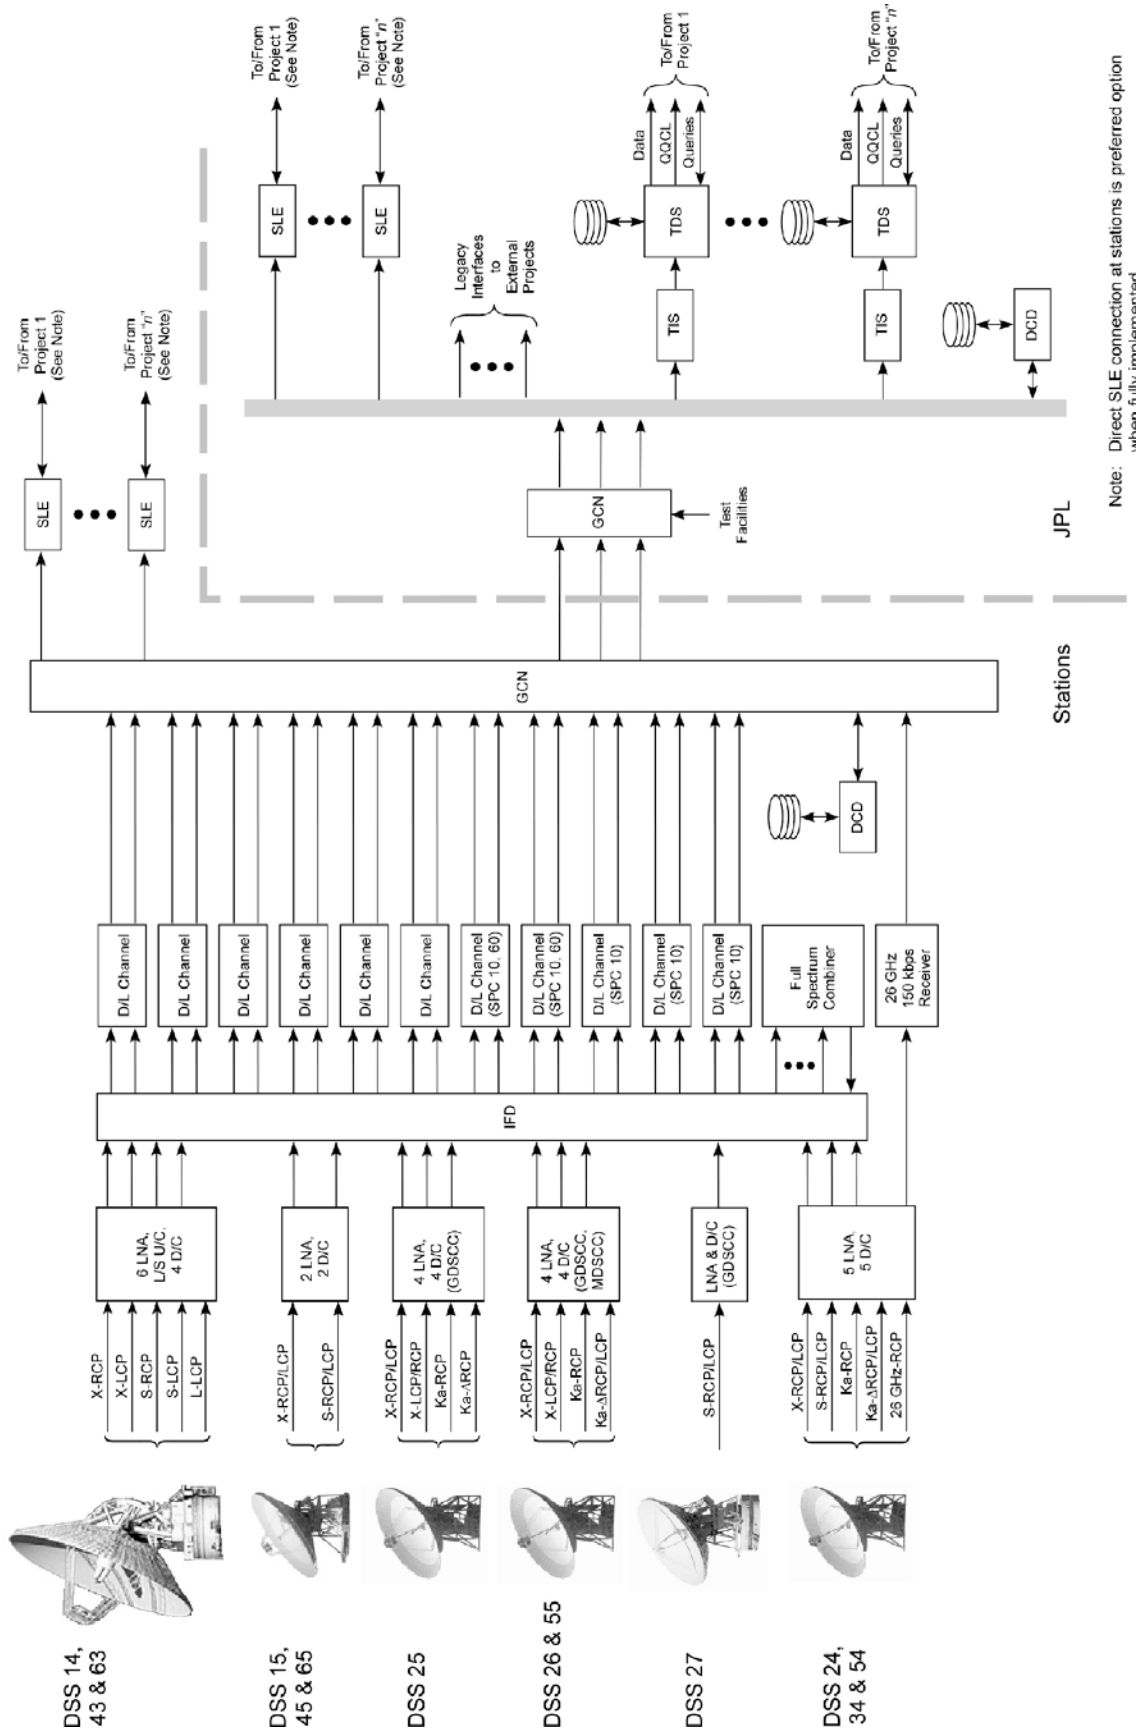 DSS 14,
43 & 63
X-RCP
X-LCP
S-RCP
S-LCP
L-LCP
6 LNA,
L/S U/C,
4 D/C
DSS 15,
45 & 65
X-RCP/LCP
S-RCP/LCP
2 LNA,
2 D/C
DSS 25
X-RCP/LCP
X-LCP/RCP
Ka-RCP
Ka-ΔRCP
4 LNA,
4 D/C
(GDSCC)
DSS 26 & 55
X-RCP/LCP
X-LCP/RCP
Ka-RCP
Ka-ΔRCP/LCP
4 LNA,
4 D/C
(GDSCC,
MDSCC)
DSS 27
S-RCP/LCP
LNA & D/C
(GDSCC)
DSS 24,
34 & 54
X-RCP/LCP
S-RCP/LCP
Ka-RCP
Ka-ΔRCP/LCP
26 GHz-RCP
5 LNA,
5 D/C
IFD
D/L Channel
D/L Channel
D/L Channel
D/L Channel
D/L Channel
D/L Channel
D/L Channel
(SPC 10, 60)
D/L Channel
(SPC 10, 60)
D/L Channel
(SPC 10)
D/L Channel
(SPC 10)
D/L Channel
(SPC 10)
Full
Spectrum
Combiner
26 GHz
150 kbps
Receiver
DCD
GCN
Stations
SLE
To/From
Project 1
(See Note)
SLE
To/From
Project "n"
(See Note)
JPL
GCN
Test
Facilities
SLE
To/From
Project 1
(See Note)
SLE
To/From
Project "n"
(See Note)
Legacy
Interfaces
to
External
Projects
TIS
TDS
Data
QQCL
Queries
To/From
Project 1
TIS
TDS
Data
QQCL
Queries
To/From
Project "n"
DCD
Note: Direct SLE connection at stations is preferred option
when fully implemented